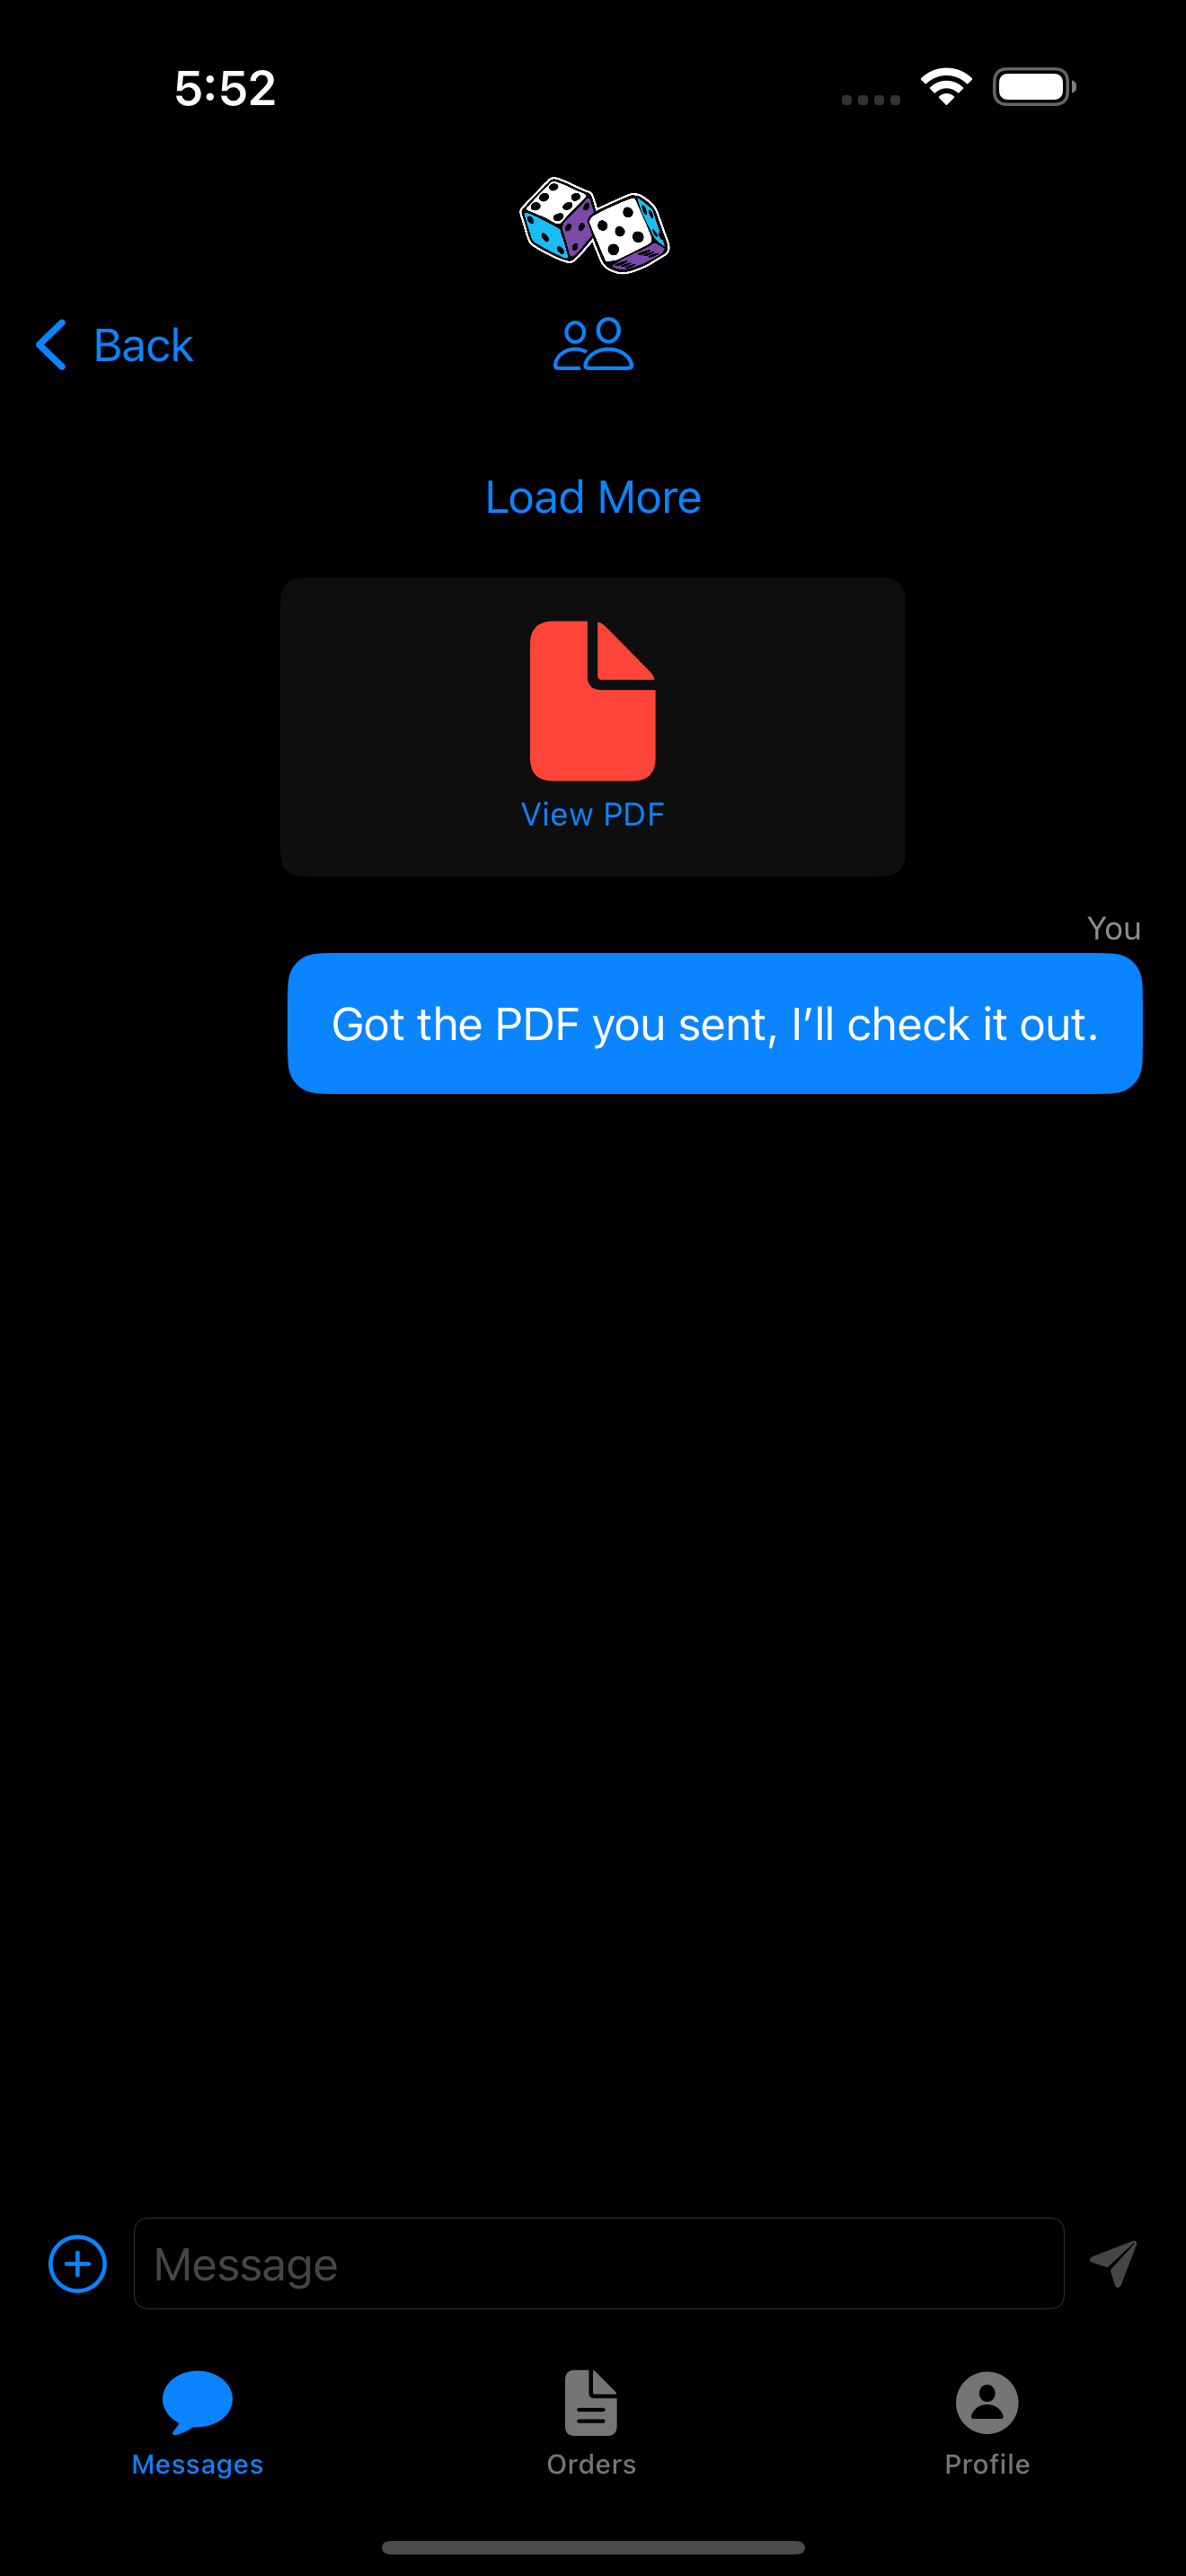 5:52
Back
Load More
View PDF
You
Got the PDF you sent, I’ll check it out.
Message
Messages
Orders
Profile